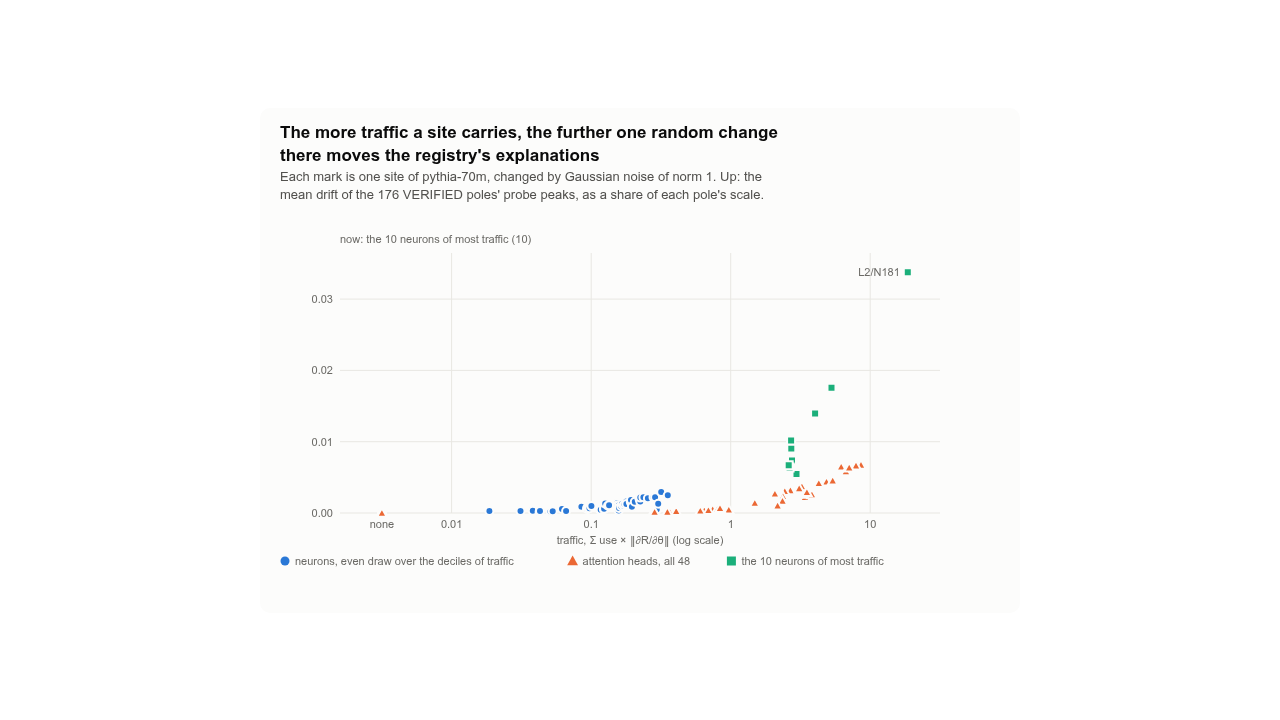 The more traffic a site carries, the further one random change
there moves the registry's explanations
Each mark is one site of pythia-70m, changed by Gaussian noise of norm 1. Up: the
mean drift of the 176 VERIFIED poles' probe peaks, as a share of each pole's scale.
now: the 10 neurons of most traffic (10)
L2/N181
0.03
0.02
0.01
0.00
none 0.01 0.1 1 10
traffic, Σ use × ‖∂R/∂θ‖ (log scale)
neurons, even draw over the deciles of traffic attention heads, all 48 the 10 neurons of most traffic